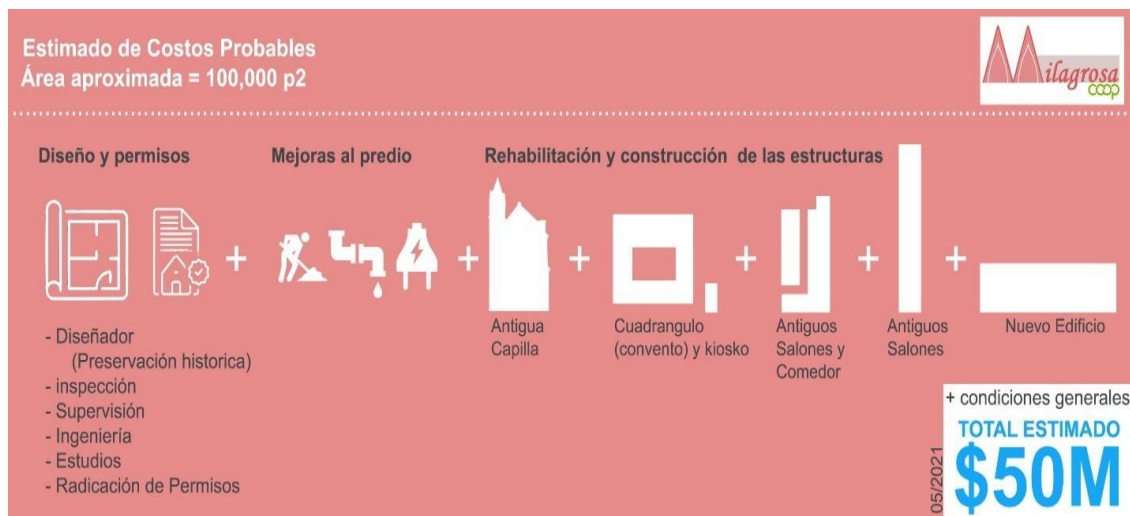 Estimado de Costos Probables
Área aproximada = 100,000 p2
Milagrosa
coop
Diseño y permisos
Mejoras al predio
Rehabilitación y construcción de las estructuras
+
+
+
+
+
+
Antigua
Capilla
Cuadrangulo
(convento) y kiosko
Antiguos
Salones y
Comedor
Antiguos
Salones
Nuevo Edificio
- Diseñador
(Preservación historica)
- inspección
- Supervisión
- Ingeniería
- Estudios
- Radicación de Permisos
+ condiciones generales
TOTAL ESTIMADO
$50M
05/2021